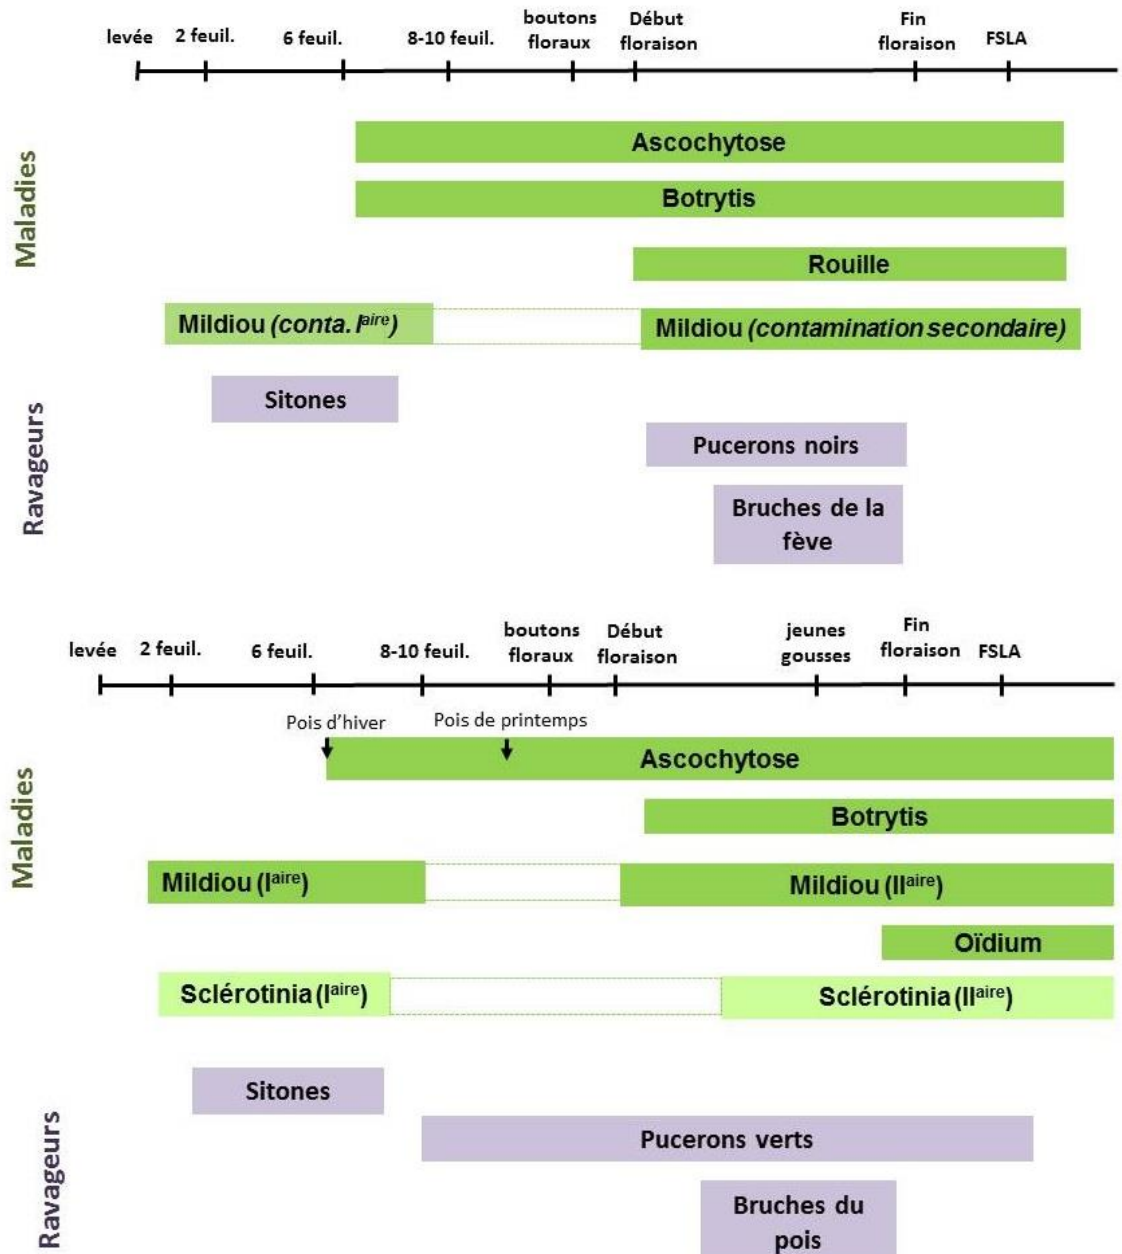 levée 2 feuil. 6 feuil. 8-10 feuil. boutons floraux Début floraison Fin floraison FSLA
Maladies
Ascochytose
Botrytis
Rouille
Mildiou (conta. Iaire) Mildiou (contamination secondaire)
Ravageurs
Sitones
Pucerons noirs
Bruches de la
fève
levée 2 feuil. 6 feuil. 8-10 feuil. boutons floraux Début floraison jeunes gousses Fin floraison FSLA
Pois d'hiver Pois de printemps
Maladies
Ascochytose
Botrytis
Mildiou (Iaire) Mildiou (IIaire)
Oïdium
Sclérotinia (Iaire) Sclérotinia (IIaire)
Ravageurs
Sitones
Pucerons verts
Bruches du
pois